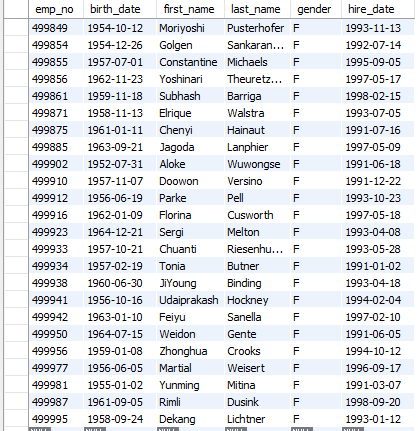 emp_no birth_date first_name last_name gender hire_date
499849 1954-10-12 Moriyoshi Pusterhofer F 1993-11-13
499854 1954-12-26 Golgen Sankaran... F 1992-07-14
499855 1957-07-01 Constantine Michaels F 1995-09-05
499856 1962-11-23 Yoshinari Theuretz... F 1997-05-17
499861 1959-11-18 Subhash Barriga F 1998-02-15
499871 1958-11-13 Elrique Walstra F 1993-07-05
499875 1961-01-11 Chenyi Hainaut F 1991-07-16
499885 1963-09-21 Jagoda Lanphier F 1997-05-09
499902 1952-07-31 Aloke Wuwongse F 1991-06-18
499910 1957-11-07 Doowon Versino F 1991-12-22
499912 1956-06-19 Parke Pell F 1993-10-23
499916 1962-01-09 Florina Cusworth F 1997-05-18
499923 1964-12-21 Sergi Melton F 1993-04-08
499933 1957-10-21 Chuanti Riesenhu... F 1993-05-28
499934 1957-02-19 Tonia Butner F 1991-01-02
499938 1960-06-30 JiYoung Binding F 1993-04-18
499941 1956-10-16 Udaiprakash Hockney F 1994-02-04
499942 1963-01-10 Feiyu Sanella F 1997-02-10
499950 1964-07-15 Weidon Gente F 1991-06-05
499956 1959-01-08 Zhonghua Crooks F 1994-10-12
499977 1956-06-05 Martial Weisert F 1996-09-17
499981 1955-01-02 Yunming Mitina F 1991-03-07
499987 1961-09-05 Rimli Dusink F 1998-09-20
499995 1958-09-24 Dekang Lichtner F 1993-01-12
NULL NULL NULL NULL NULL NULL